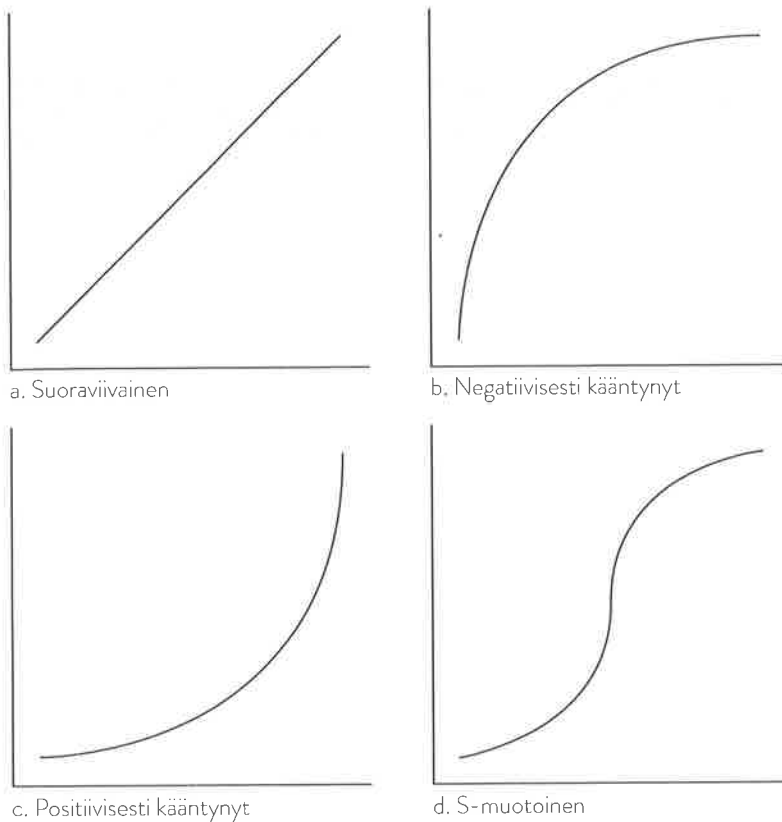 a. Suoraviivainen
b. Negatiivisesti kääntynyt
c. Positiivisesti kääntynyt
d. S-muotoinen